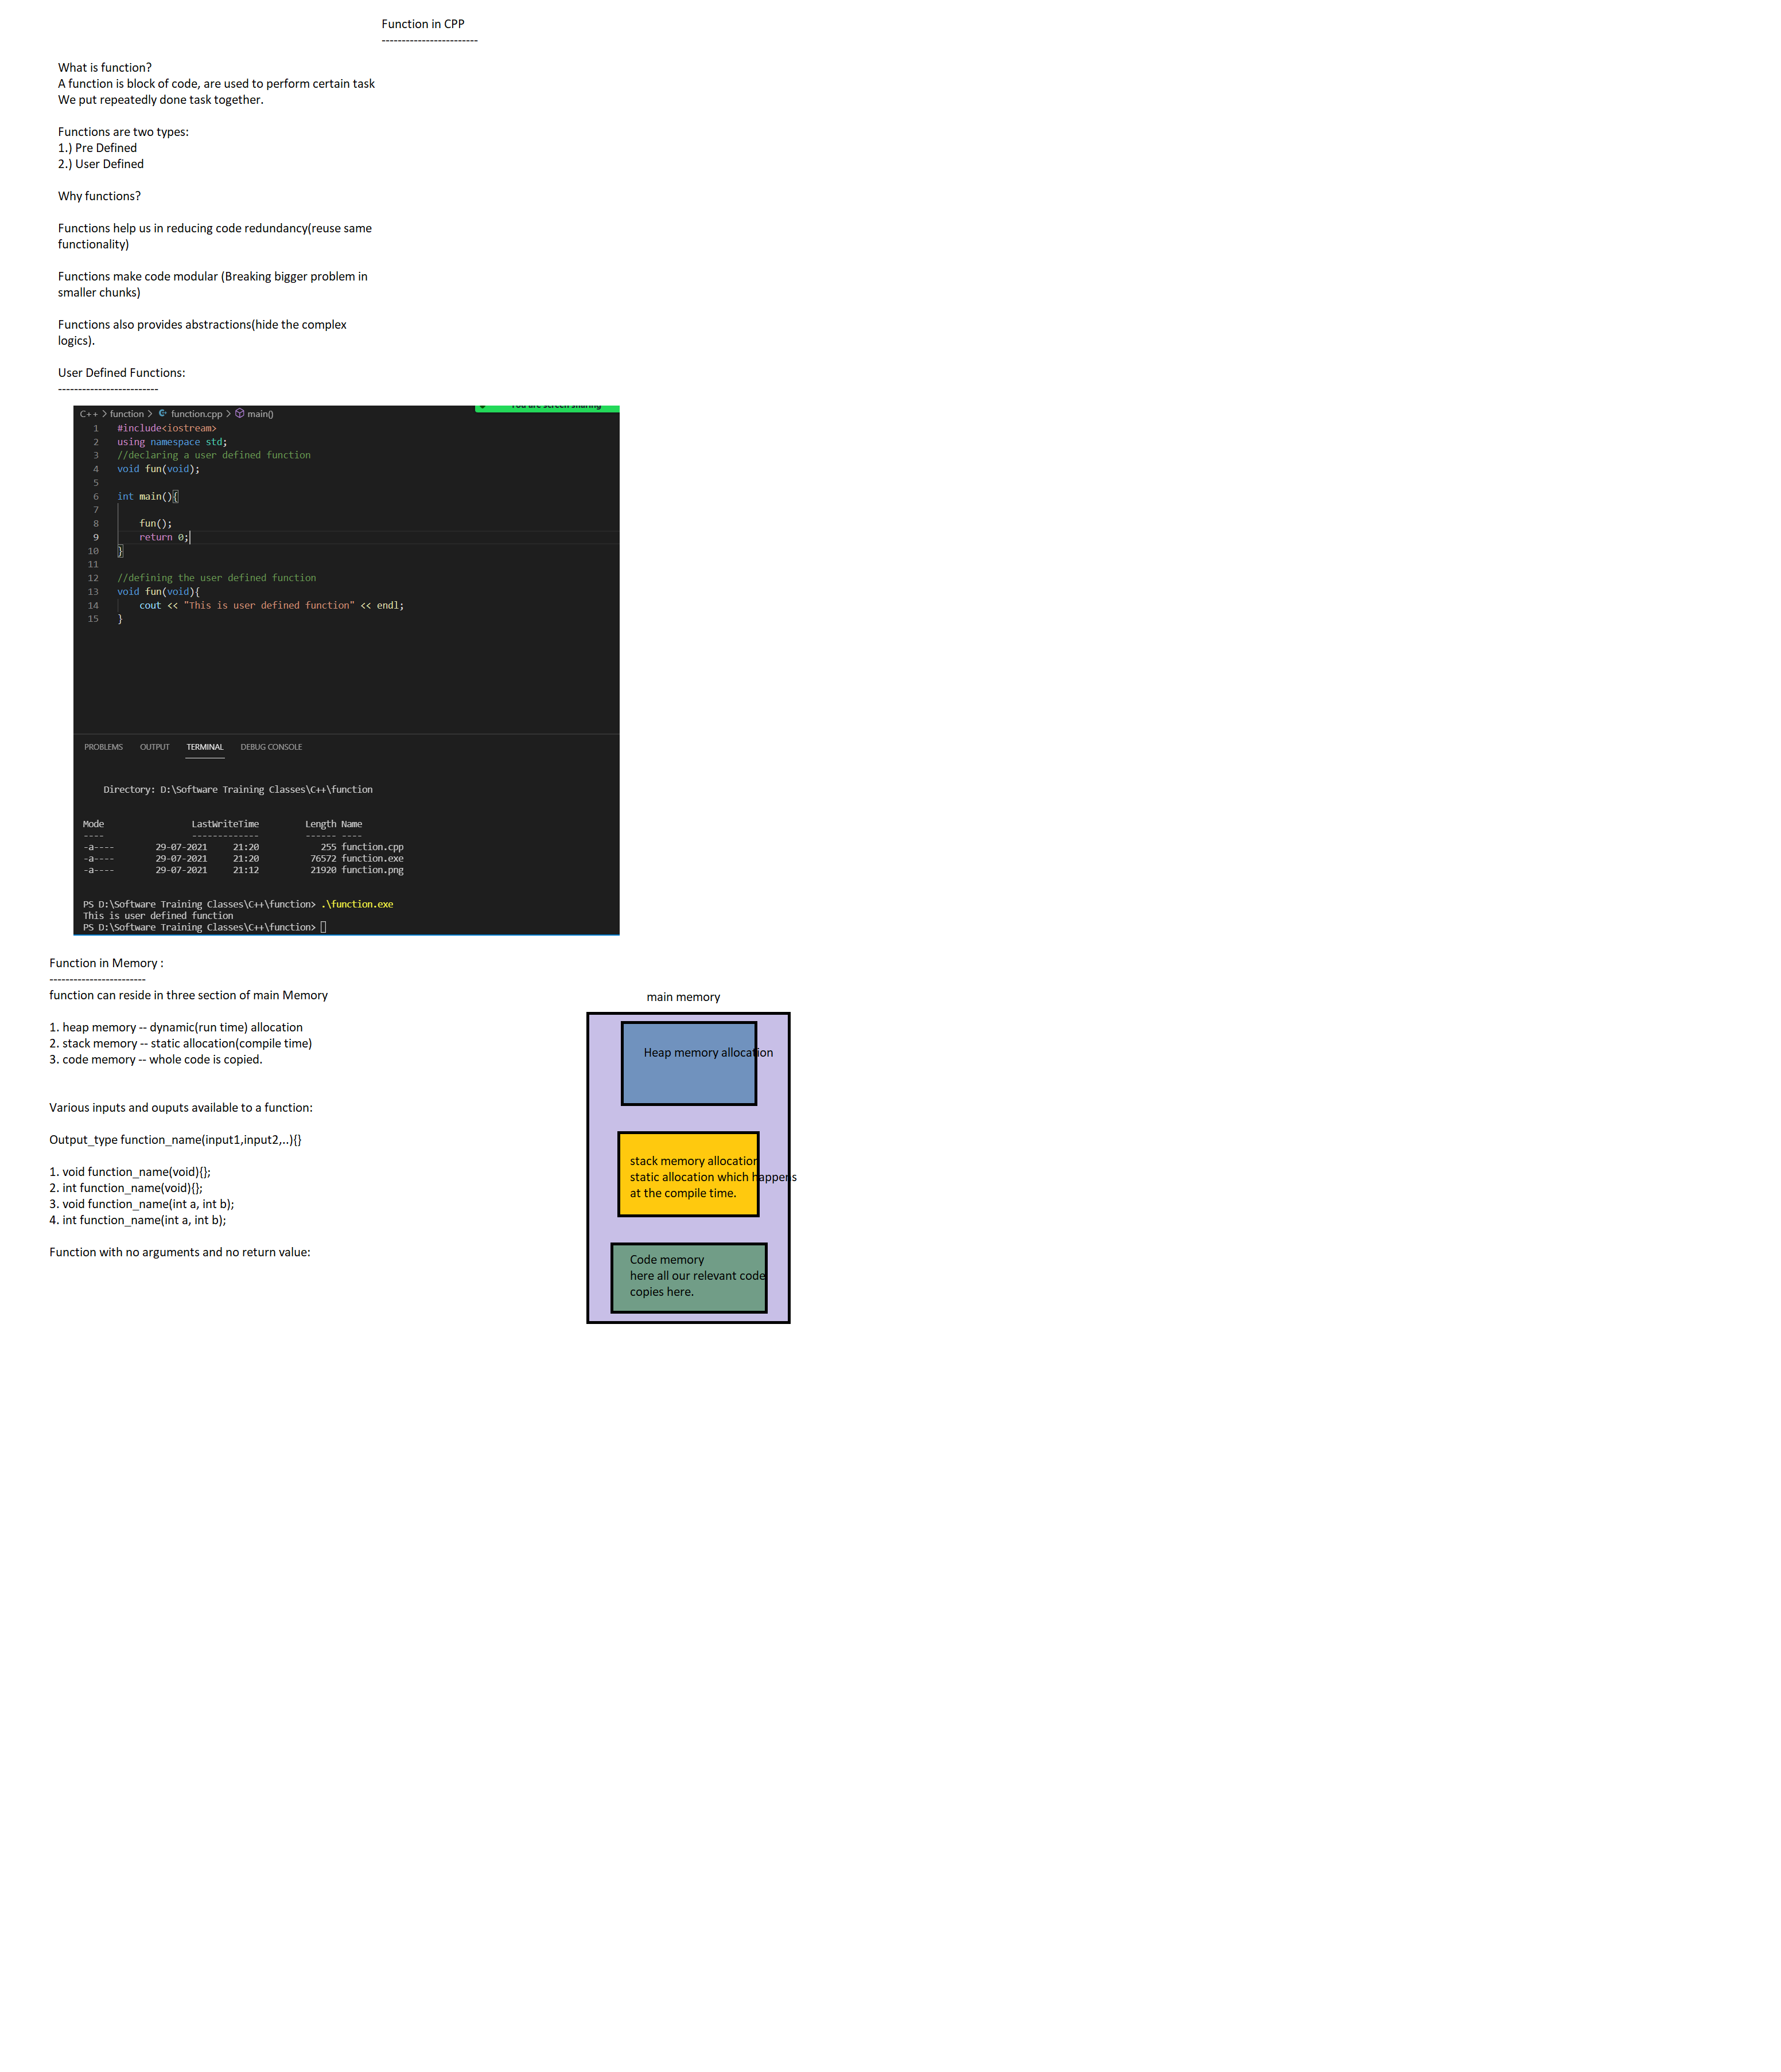 Function in CPP
------------------------
What is function?
A function is block of code, are used to perform certain task
We put repeatedly done task together.
Functions are two types:
1.) Pre Defined
2.) User Defined
Why functions?
Functions help us in reducing code redundancy(reuse same
functionality)
Functions make code modular (Breaking bigger problem in
smaller chunks)
Functions also provides abstractions(hide the complex
logics).
User Defined Functions:
-------------------------
You are screen sharing
C++ > function > function.cpp > main()
1 #include<iostream>
2 using namespace std;
3 //declaring a user defined function
4 void fun(void);
5
6 int main(){
7
8 fun();
9 return 0;
10 }
11
12 //defining the user defined function
13 void fun(void){
14 cout << "This is user defined function" << endl;
15 }
PROBLEMS OUTPUT TERMINAL DEBUG CONSOLE
Directory: D:\Software Training Classes\C++\function
Mode LastWriteTime Length Name
---- ------------- ------ ----
-a---- 29-07-2021 21:20 255 function.cpp
-a---- 29-07-2021 21:20 76572 function.exe
-a---- 29-07-2021 21:12 21920 function.png
PS D:\Software Training Classes\C++\function> .\function.exe
This is user defined function
PS D:\Software Training Classes\C++\function>
Function in Memory :
------------------------
function can reside in three section of main Memory
1. heap memory -- dynamic(run time) allocation
2. stack memory -- static allocation(compile time)
3. code memory -- whole code is copied.
Various inputs and ouputs available to a function:
Output_type function_name(input1,input2,..){}
1. void function_name(void){};
2. int function_name(void){};
3. void function_name(int a, int b);
4. int function_name(int a, int b);
Function with no arguments and no return value:
main memory
Heap memory allocation
stack memory allocation
static allocation which happens
at the compile time.
Code memory
here all our relevant code
copies here.